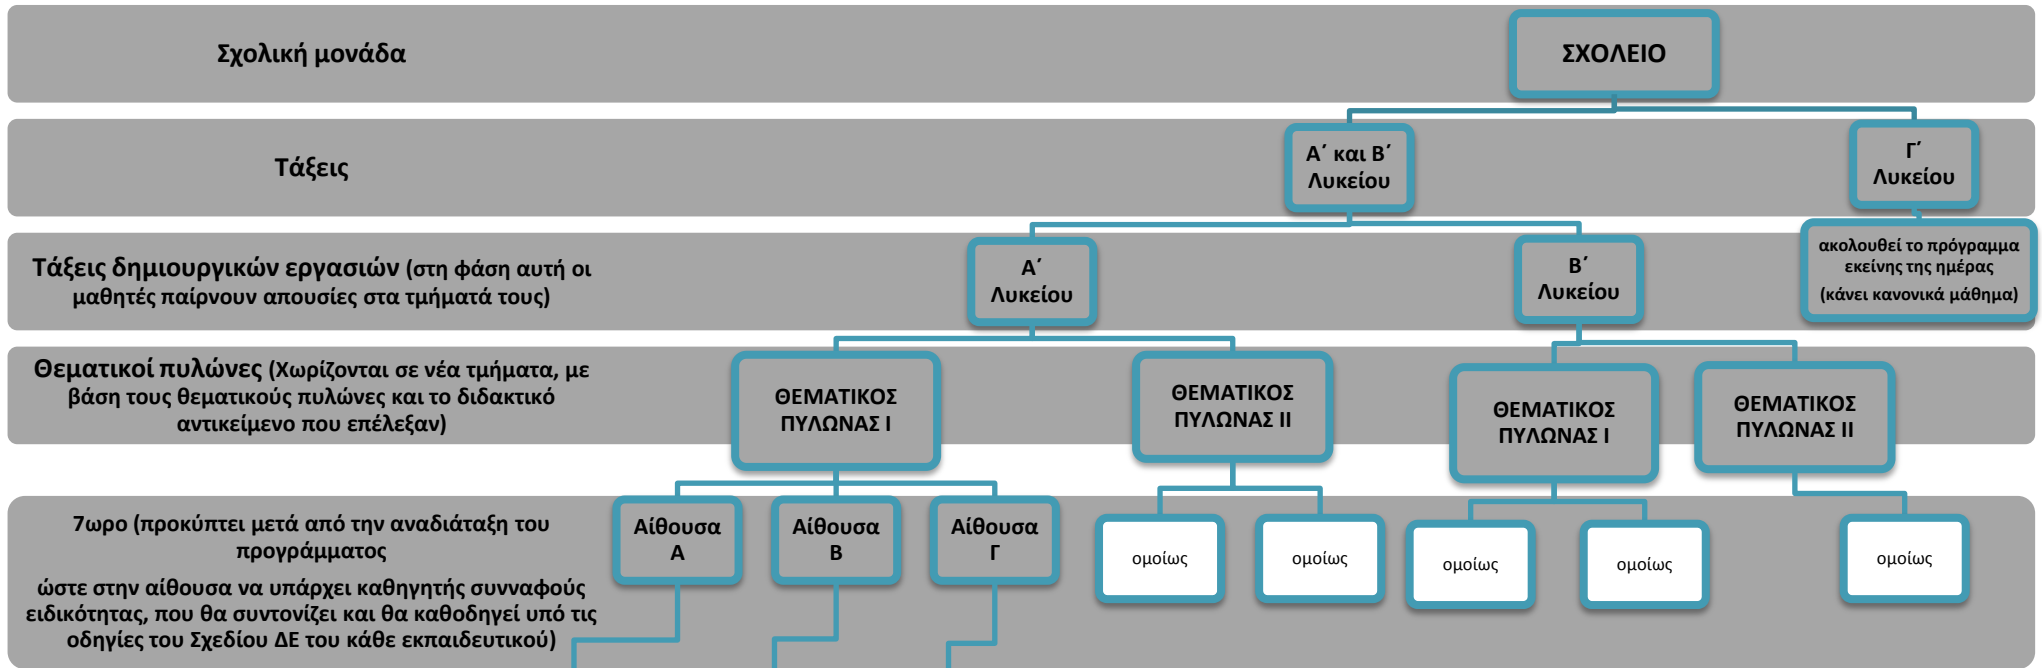 Σχολική μονάδα
ΣΧΟΛΕΙΟ
Τάξεις
Α΄ και Β΄
Λυκείου
Γ΄
Λυκείου
Τάξεις δημιουργικών εργασιών (στη φάση αυτή οι
μαθητές παίρνουν απουσίες στα τμήματά τους)
Α΄
Λυκείου
Β΄
Λυκείου
ακολουθεί το πρόγραμμα
εκείνης της ημέρας
(κάνει κανονικά μάθημα)
Θεματικοί πυλώνες (Χωρίζονται σε νέα τμήματα, με
βάση τους θεματικούς πυλώνες και το διδακτικό
αντικείμενο που επέλεξαν)
ΘΕΜΑΤΙΚΟΣ
ΠΥΛΩΝΑΣ Ι
ΘΕΜΑΤΙΚΟΣ
ΠΥΛΩΝΑΣ ΙΙ
ΘΕΜΑΤΙΚΟΣ
ΠΥΛΩΝΑΣ Ι
ΘΕΜΑΤΙΚΟΣ
ΠΥΛΩΝΑΣ ΙΙ
7ωρο (προκύπτει μετά από την αναδιάταξη του
προγράμματος
ώστε στην αίθουσα να υπάρχει καθηγητής συνναφούς
ειδικότητας, που θα συντονίζει και θα καθοδηγεί υπό τις
οδηγίες του Σχεδίου ΔΕ του κάθε εκπαιδευτικού)
Αίθουσα
Α
Αίθουσα
Β
Αίθουσα
Γ
ομοίως
ομοίως
ομοίως
ομοίως
ομοίως